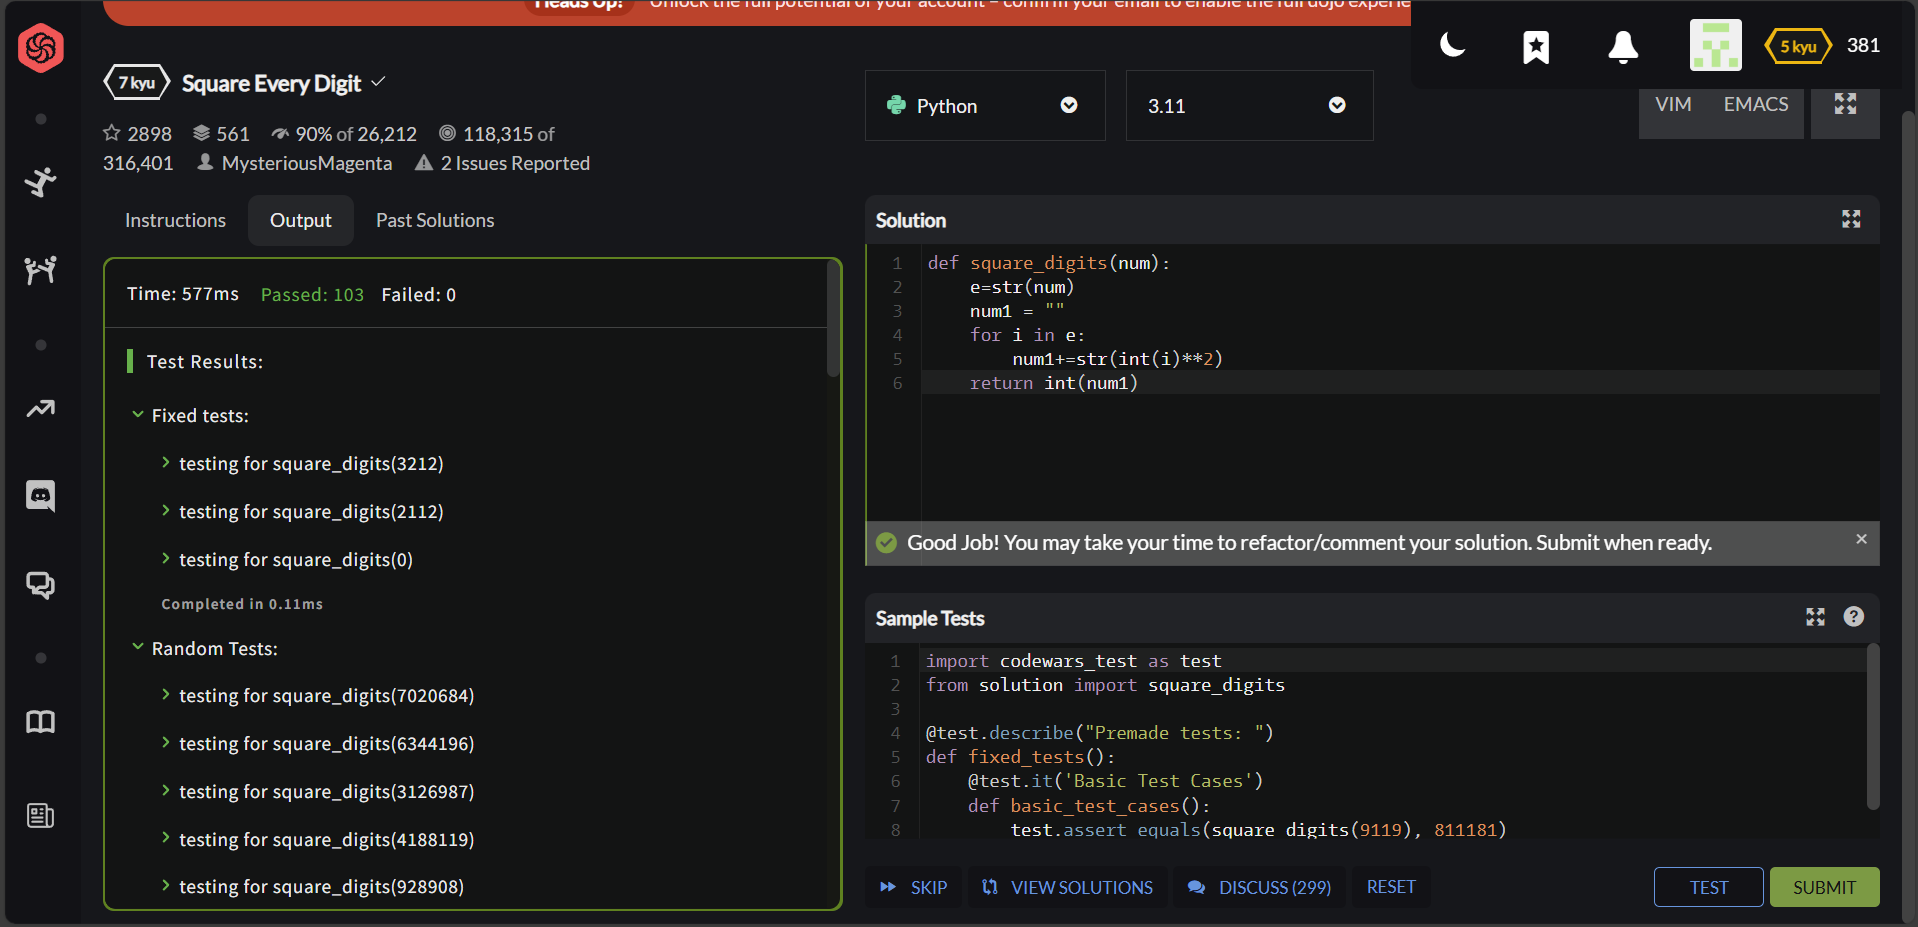 Heads Up! Unlock the full potential of your account – confirm your email to enable the full dojo experie
5 kyu 381
7 kyu Square Every Digit
2898 561 90% of 26,212 118,315 of
316,401 MysteriousMagenta 2 Issues Reported
Python
3.11
VIM EMACS
Instructions Output Past Solutions
Time: 577ms Passed: 103 Failed: 0
Test Results:
Fixed tests:
testing for square_digits(3212)
testing for square_digits(2112)
testing for square_digits(0)
Completed in 0.11ms
Random Tests:
testing for square_digits(7020684)
testing for square_digits(6344196)
testing for square_digits(3126987)
testing for square_digits(4188119)
testing for square_digits(928908)
Solution
1 def square_digits(num):
2 e=str(num)
3 num1 = ""
4 for i in e:
5 num1+=str(int(i)**2)
6 return int(num1)
Good Job! You may take your time to refactor/comment your solution. Submit when ready.
Sample Tests
1 import codewars_test as test
2 from solution import square_digits
3
4 @test.describe("Premade tests: ")
5 def fixed_tests():
6 @test.it('Basic Test Cases')
7 def basic_test_cases():
8 test.assert_equals(square_digits(9119), 811181)
SKIP VIEW SOLUTIONS DISCUSS (299) RESET TEST SUBMIT